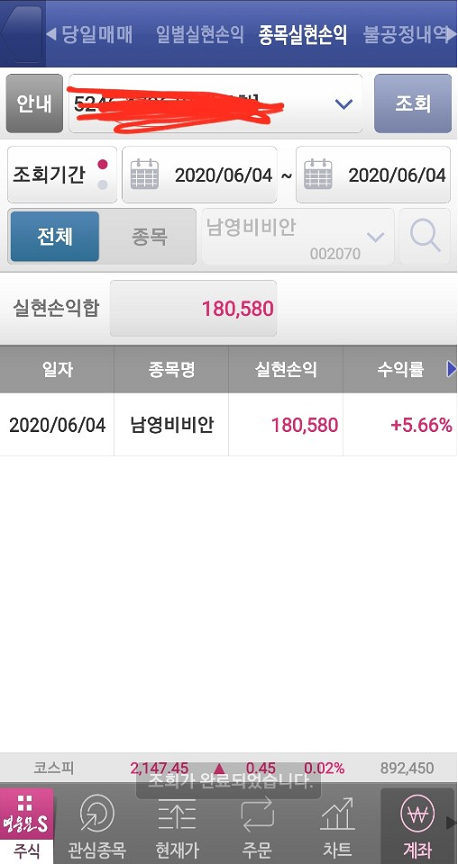 당일매매 일별실현손익 종목실현손익 불공정내역
안내 조회
조회기간 2020/06/04 ~ 2020/06/04
전체 종목 남영비비안
002070
실현손익합 180,580
일자 종목명 실현손익 수익률
2020/06/04 남영비비안 180,580 +5.66%
코스피 2,147.45 ▲ 0.45 0.02% 892,450
조회가 완료되었습니다.
영웅문S
주식 관심종목 현재가 주문 차트 계좌